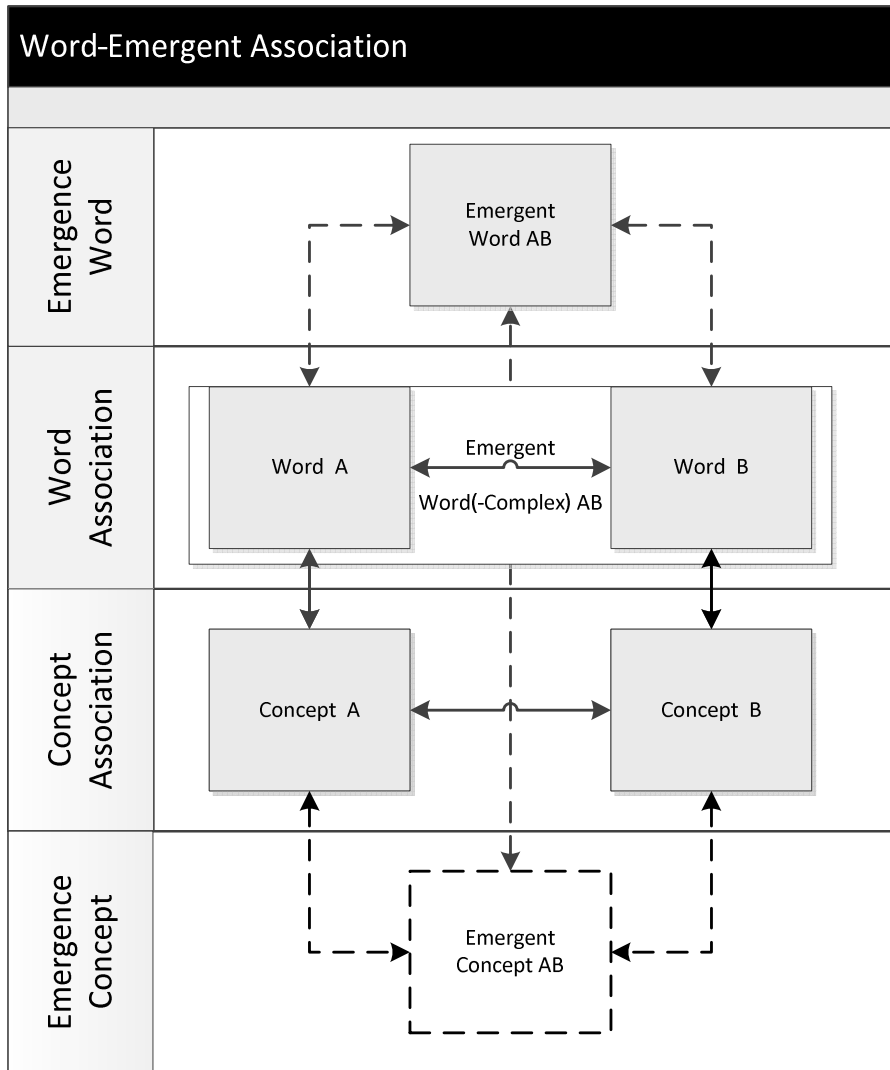 Word-Emergent Association
Emergence
Word
Emergent
Word AB
Word
Association
Word A
Emergent
Word(-Complex) AB
Word B
Concept
Association
Concept A
Concept B
Emergence
Concept
Emergent
Concept AB